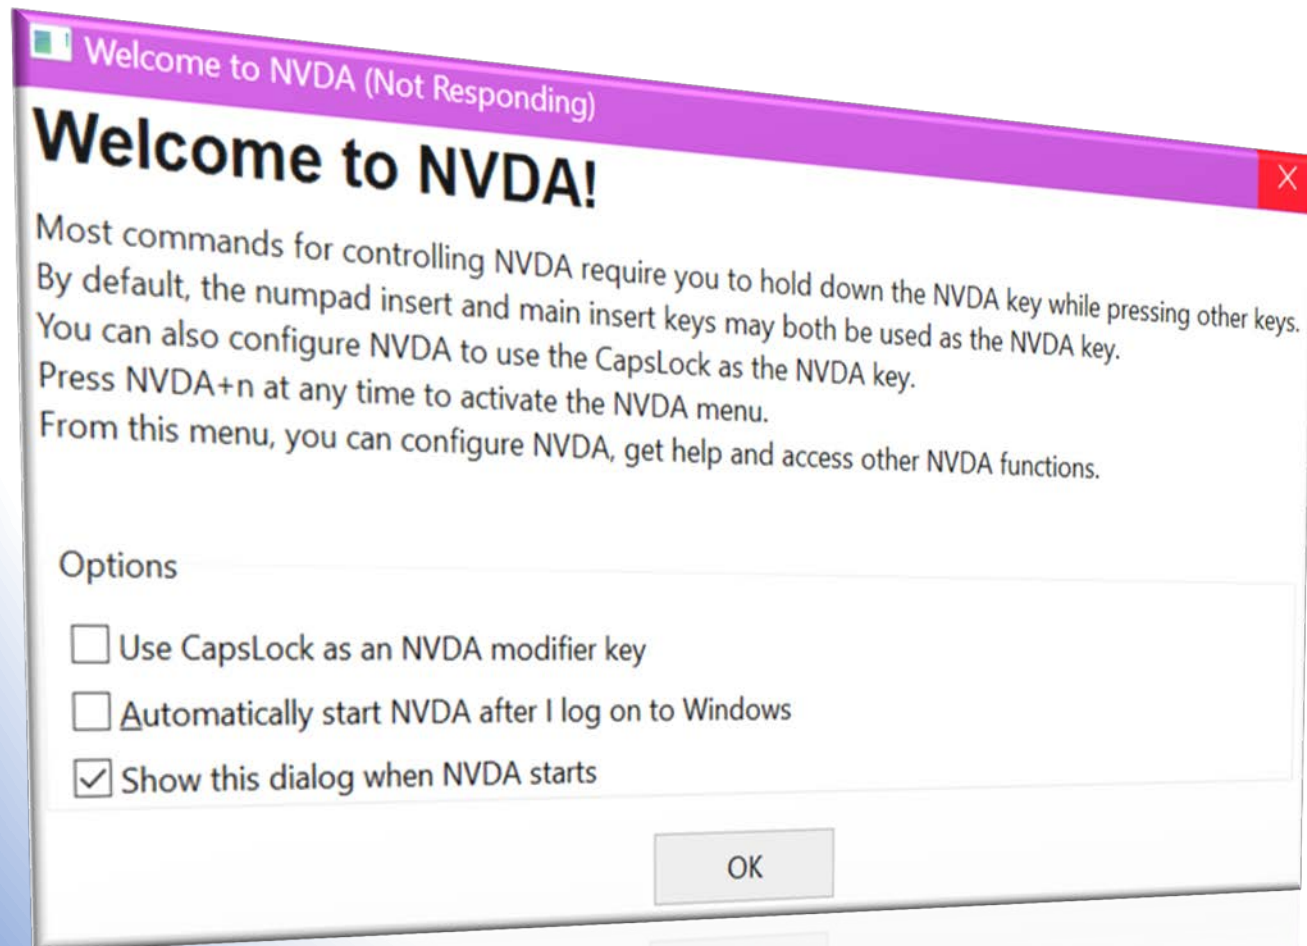 Welcome to NVDA (Not Responding)
X
Welcome to NVDA!
Most commands for controlling NVDA require you to hold down the NVDA key while pressing other keys.
By default, the numpad insert and main insert keys may both be used as the NVDA key.
You can also configure NVDA to use the CapsLock as the NVDA key.
Press NVDA+n at any time to activate the NVDA menu.
From this menu, you can configure NVDA, get help and access other NVDA functions.
Options
Use CapsLock as an NVDA modifier key
Automatically start NVDA after I log on to Windows
Show this dialog when NVDA starts
OK